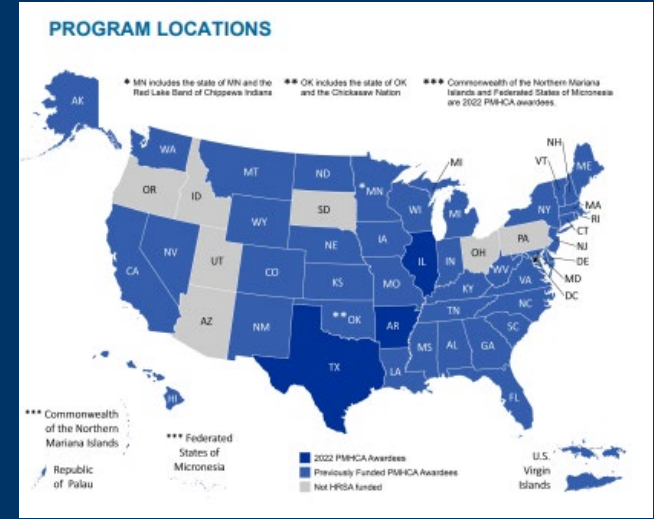 PROGRAM LOCATIONS
* MN includes the state of MN and the
Red Lake Band of Chippewa Indians
** OK includes the state of OK
and the Chickasaw Nation
*** Commonwealth of the Northern Mariana
Islands and Federated States of Micronesia
are 2022 PMHCA awardees.
AK
WA
MT
ND
*MN
MI
NH
VT
ME
OR
ID
SD
WI
MI
NY
MA
RI
CT
WY
NE
IA
PA
NJ
NV
UT
IL
IN
OH
DE
CA
CO
KS
MO
WV
VA
MD
KY
DC
AZ
NM
**OK
AR
TN
NC
SC
TX
MS
AL
GA
LA
FL
HI
*** Commonwealth
of the Northern
Mariana Islands
*** Federated
States of
Micronesia
Republic
of Palau
2022 PMHCA Awardees
Previously Funded PMHCA Awardees
Not HRSA funded
U.S.
Virgin
Islands